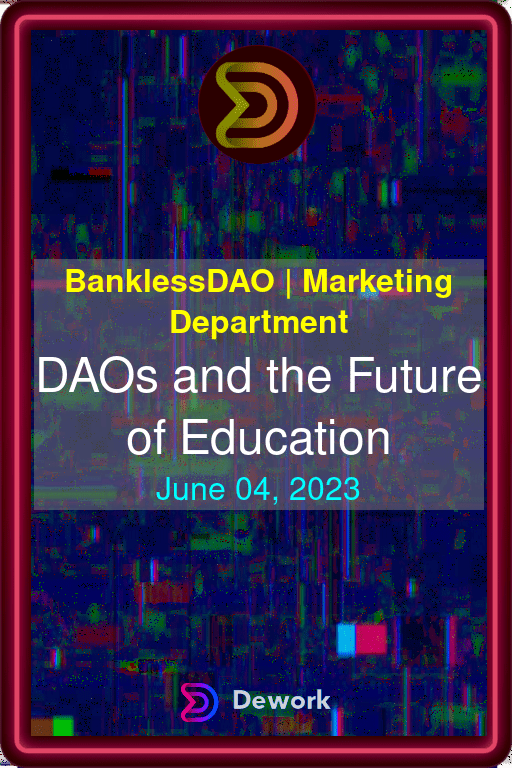 BanklessDAO | Marketing
Department
DAOs and the Future
of Education
June 04, 2023
Dework